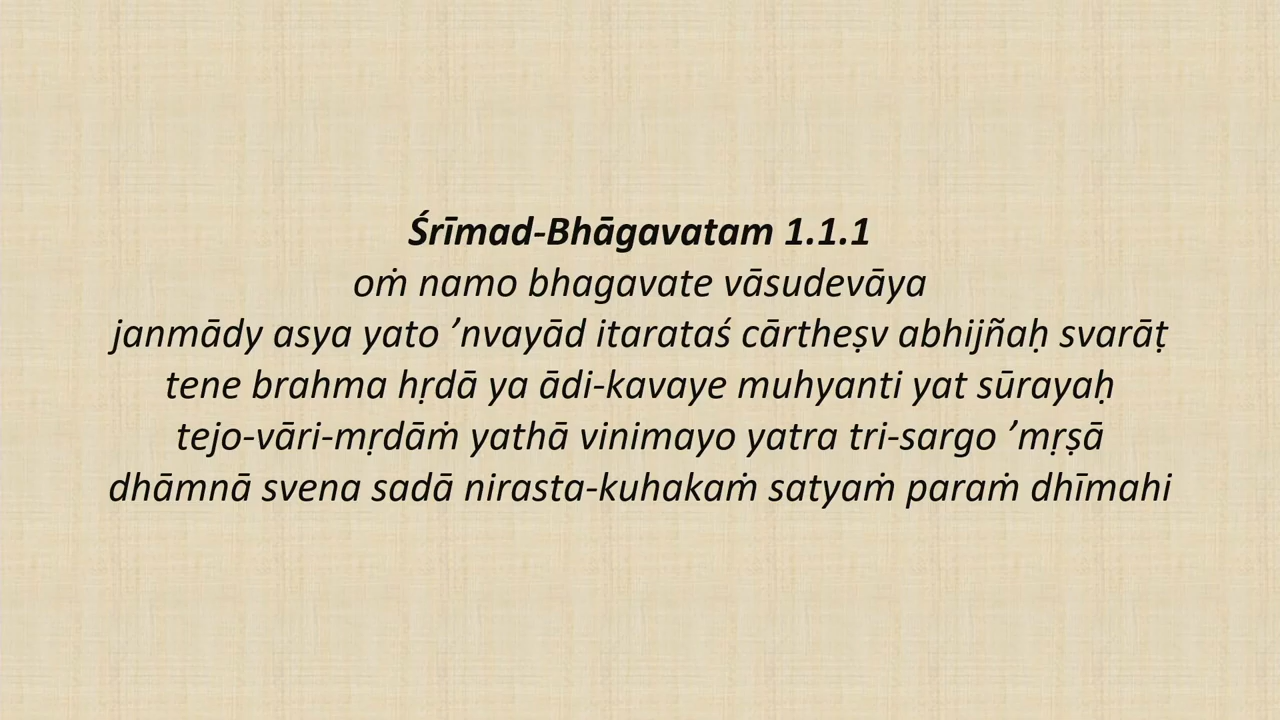 Śrīmad-Bhāgavatam 1.1.1
oṁ namo bhagavate vāsudevāya
janmādy asya yato ’nvayād itarataś cārtheṣv abhijñaḥ svarāṭ
tene brahma hṛdā ya ādi-kavaye muhyanti yat sūrayaḥ
tejo-vāri-mṛdāṁ yathā vinimayo yatra tri-sargo ’mṛṣā
dhāmnā svena sadā nirasta-kuhakaṁ satyaṁ paraṁ dhīmahi